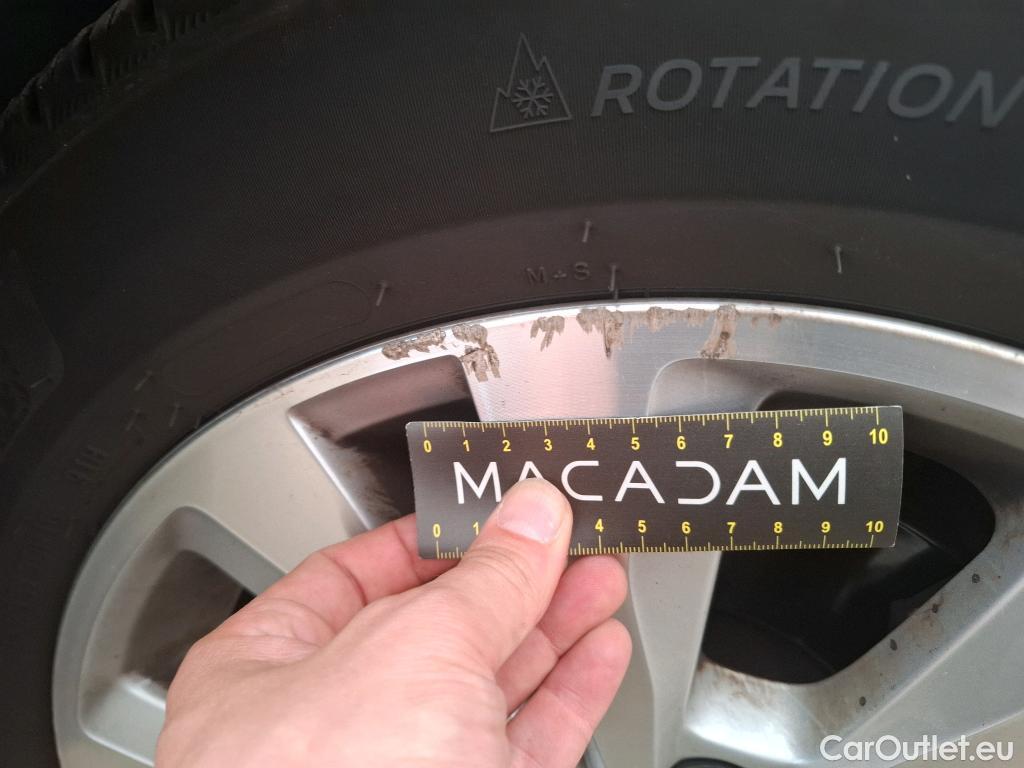 ROTATION
M+S
0 1 2 3 4 5 6 7 8 9 10
MACADAM
0 1 4 5 6 7 8 9 10
CarOutlet.eu